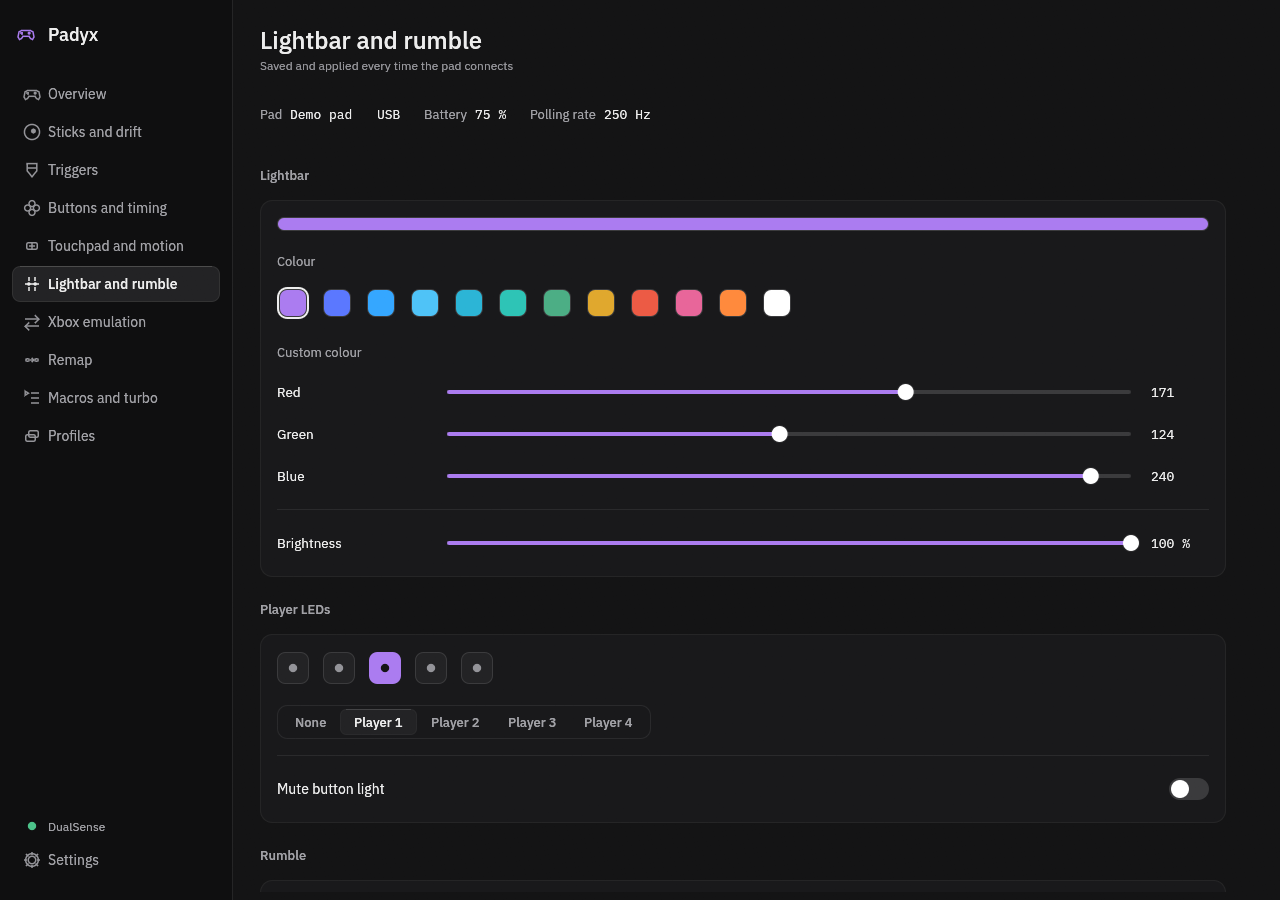 Padyx
Overview
Sticks and drift
Triggers
Buttons and timing
Touchpad and motion
Lightbar and rumble
Xbox emulation
Remap
Macros and turbo
Profiles
DualSense
Settings
Lightbar and rumble
Saved and applied every time the pad connects
Pad Demo pad USB Battery 75 % Polling rate 250 Hz
Lightbar
Colour
Custom colour
Red 171
Green 124
Blue 240
Brightness 100 %
Player LEDs
None Player 1 Player 2 Player 3 Player 4
Mute button light
Rumble